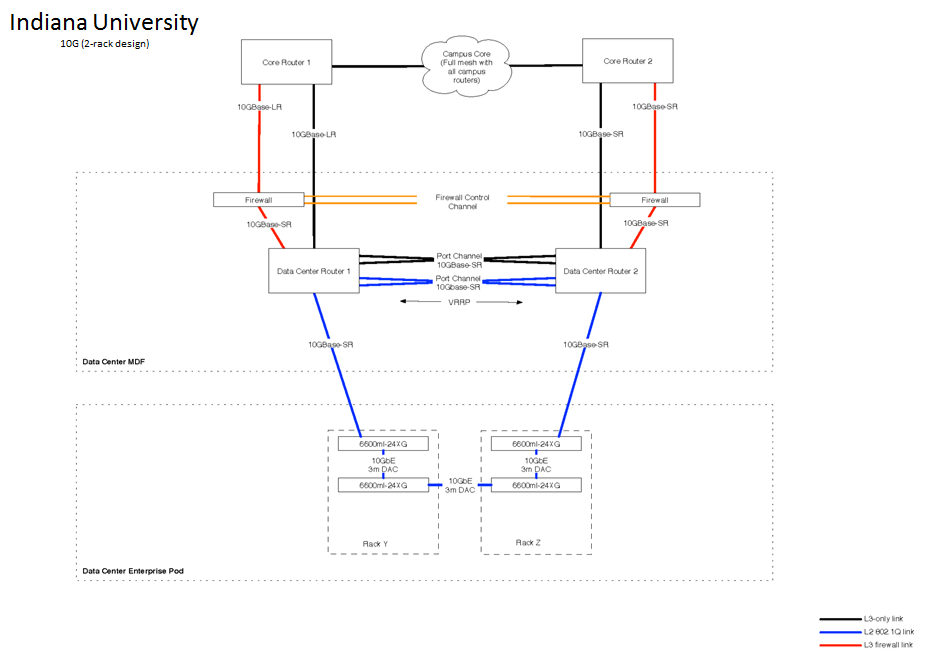 Indiana University
10G (2-rack design)
Core Router 1
Campus Core
(Full mesh with
all campus
routers)
Core Router 2
10GBase-LR
10GBase-SR
10GBase-LR
10GBase-SR
Firewall
Firewall Control
Channel
Firewall
10GBase-SR
10GBase-SR
Data Center Router 1
Port Channel
10GBase-SR
Port Channel
10Gbase-SR
Data Center Router 2
VRRP
10GBase-SR
10GBase-SR
Data Center MDF
6600ml-24XG
6600ml-24XG
10GbE
3m DAC
10GbE
3m DAC
6600ml-24XG
10GbE
3m DAC
6600ml-24XG
Rack Y
Rack Z
Data Center Enterprise Pod
L3-only link
L2 802.1Q link
L3 firewall link